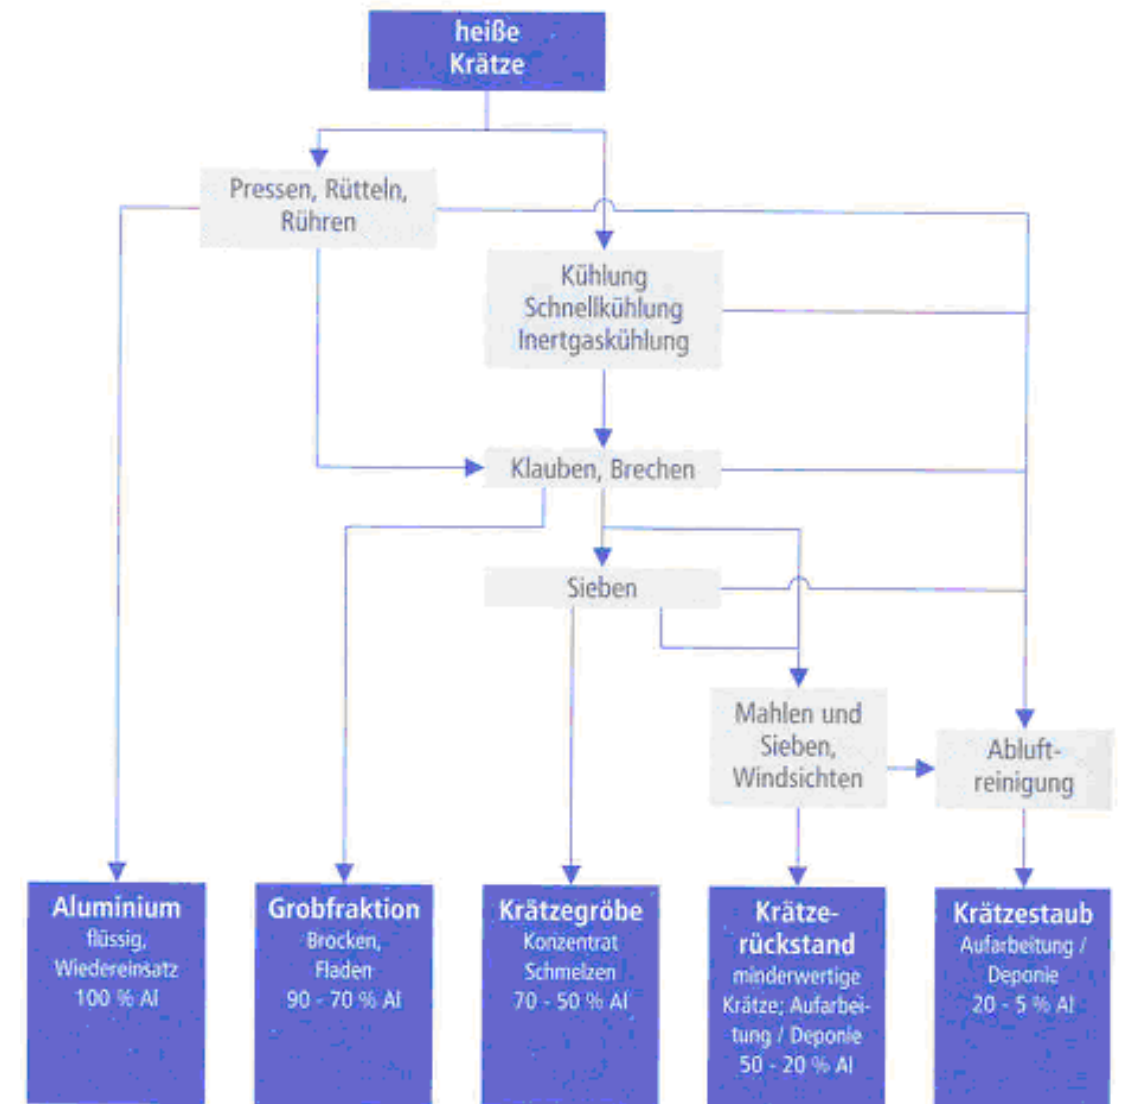 heiße
Krätze
Pressen, Rütteln,
Rühren
Kühlung
Schnellkühlung
Inertgaskühlung
Klauben, Brechen
Sieben
Mahlen und
Sieben,
Windsichten
Abluft-
reinigung
Aluminium
flüssig,
Wiedereinsatz
100 % Al
Grobfraktion
Brocken,
Fladen
90 - 70 % Al
Krätzegröbe
Konzentrat
Schmelzen
70 - 50 % Al
Krätze-
rückstand
minderwertige
Krätze; Aufarbei-
tung / Deponie
50 - 20 % Al
Krätzestaub
Aufarbeitung /
Deponie
20 - 5 % Al